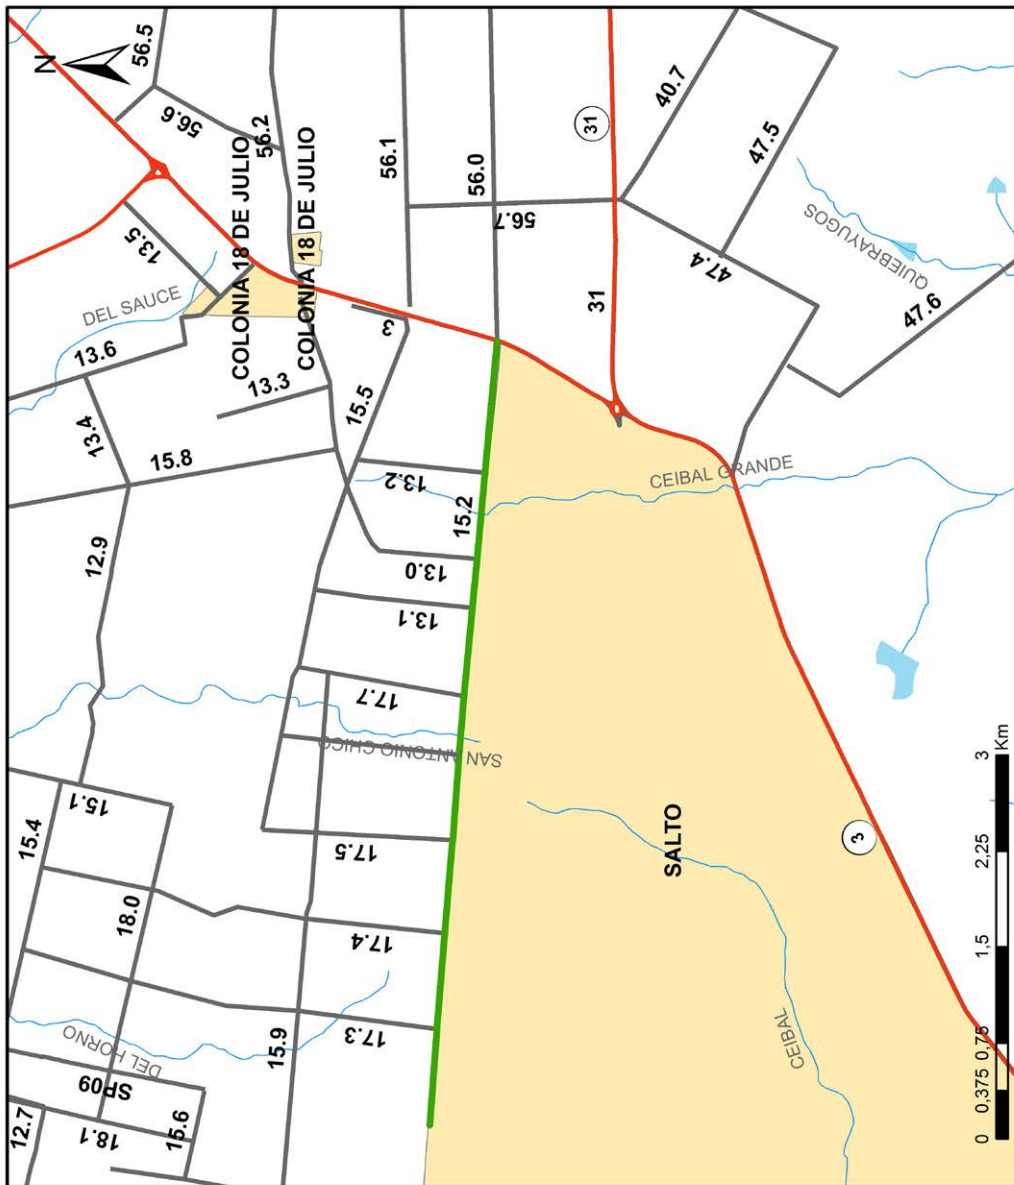 N
56.5
56.6
56.2
COLONIA 18 DE JULIO
COLONIA 18 DE JULIO
56.1
56.0
56.7
31
40.7
47.5
QUIEBRAYUGOS
47.4
31
47.6
13.5
DEL SAUCE
13.6
13.3
3
13.4
15.5
15.8
13.2
15.2
CEIBAL GRANDE
12.9
13.0
13.1
17.7
SAN ANTONIO CHICO
15.1
15.4
17.5
SALTO
3
18.0
17.4
17.3
15.9
DEL HORNO
SP09
CEIBAL
12.7
18.1
15.6
0 0,375 0,75 1,5 2,25 3
Km